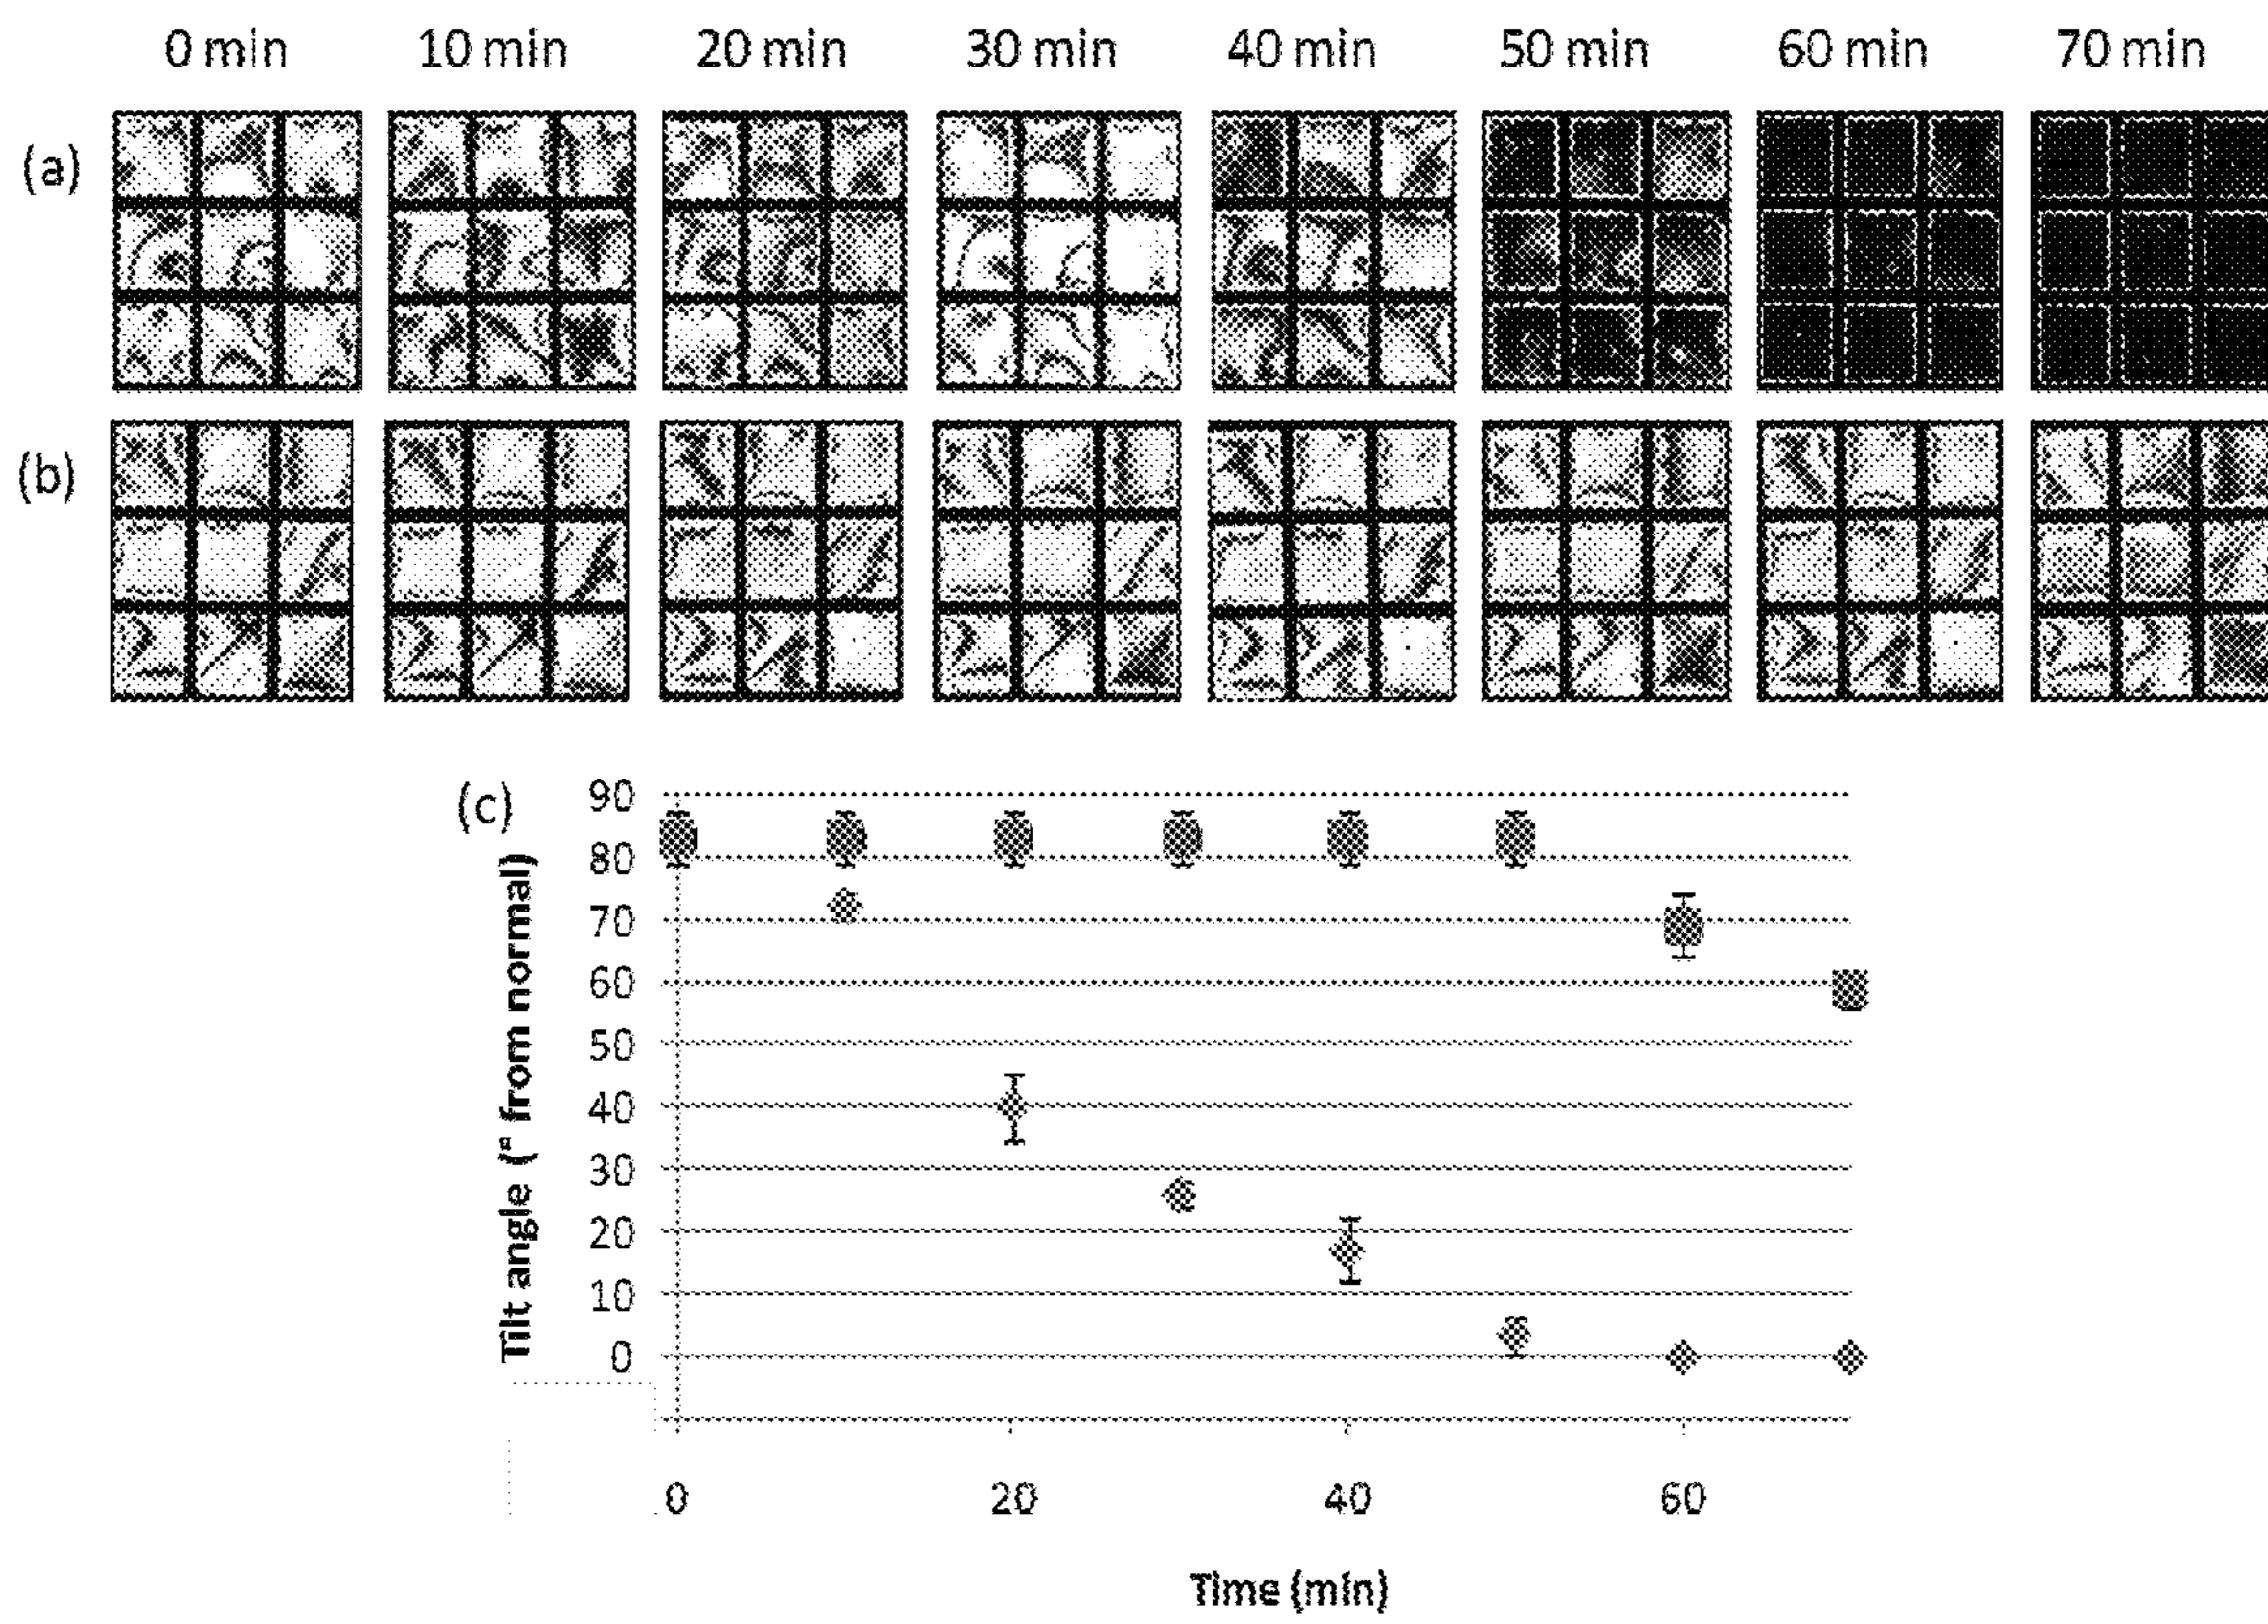 0 min 10 min 20 min 30 min 40 min 50 min 60 min 70 min
(a)
(b)
(c)
Tilt angle (° from normal)
90
80
70
60
50
40
30
20
10
0
0 20 40 60
Time (min)